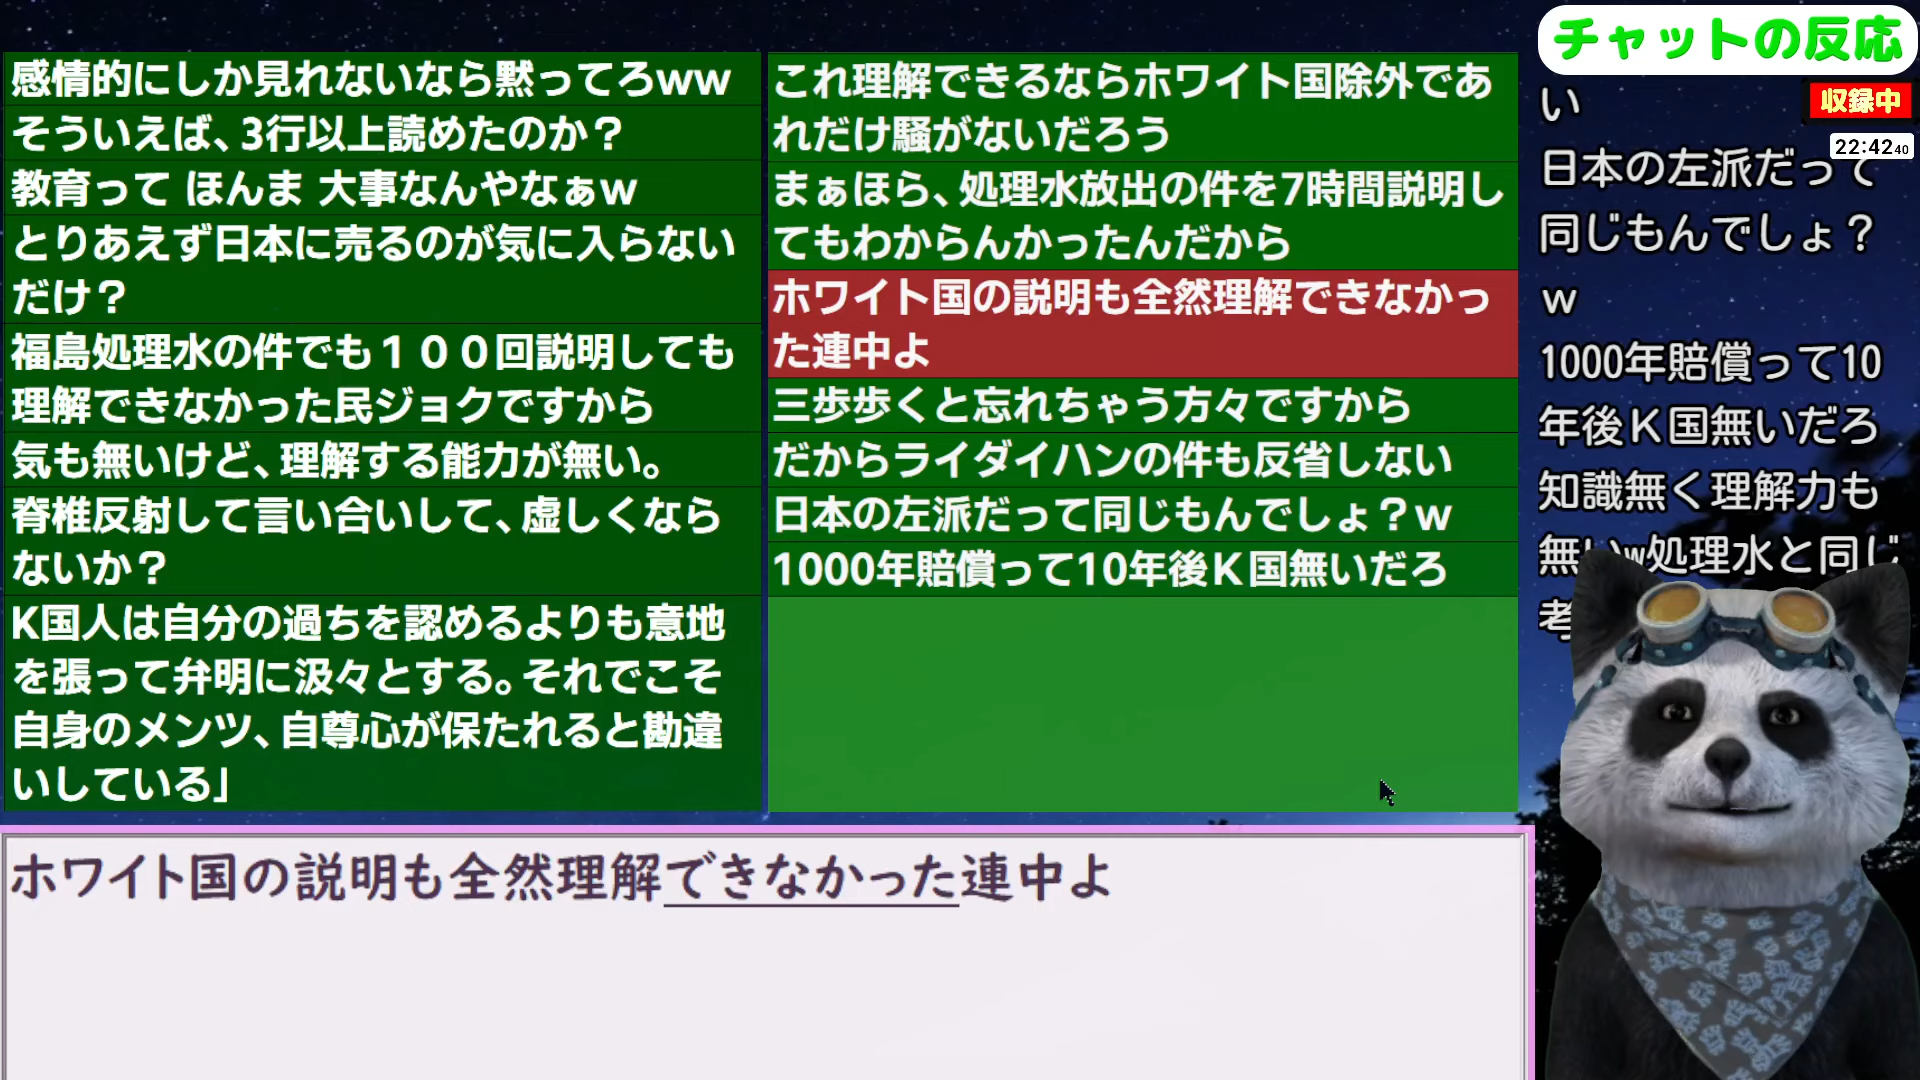 感情的にしか見れないなら黙ってろww
そういえば、3行以上読めたのか？
教育って ほんま 大事なんやなぁw
とりあえず日本に売るのが気に入らない
だけ？
福島処理水の件でも１００回説明しても
理解できなかった民ジョクですから
気も無いけど、理解する能力が無い。
脊椎反射して言い合いして、虚しくなら
ないか？
K国人は自分の過ちを認めるよりも意地
を張って弁明に汲々とする。それでこそ
自身のメンツ、自尊心が保たれると勘違
いしている」
これ理解できるならホワイト国除外であ
れだけ騒がないだろう
まぁほら、処理水放出の件を7時間説明し
てもわからんかったんだから
ホワイト国の説明も全然理解できなかっ
た連中よ
三歩歩くと忘れちゃう方々ですから
だからライダイハンの件も反省しない
日本の左派だって同じもんでしょ？w
1000年賠償って10年後Ｋ国無いだろ
チャットの反応
い
収録中
22:42 40
日本の左派だって
同じもんでしょ？
w
1000年賠償って10
年後Ｋ国無いだろ
知識無く理解力も
無いw処理水と同じ
考
ホワイト国の説明も全然理解できなかった連中よ